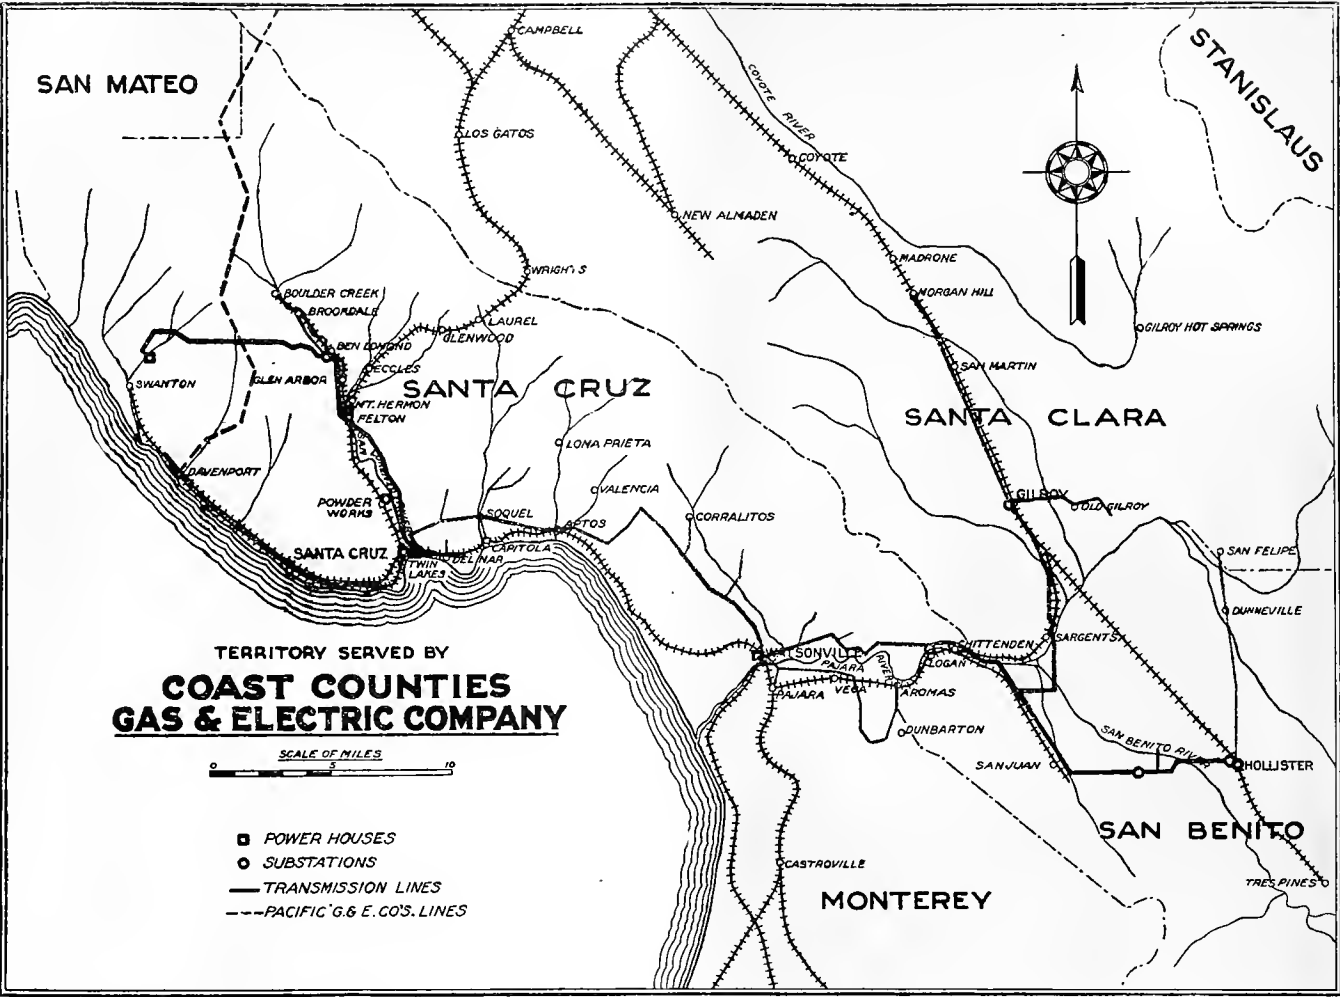 CAMPBELL
STANISLAUS
SAN MATEO
COYOTE RIVER
LOS GATOS
COYOTE
NEW ALMADEN
MADRONE
WRIGHTS
MORGAN HILL
BOULDER CREEK
BROOKDALE
LAUREL
GLENWOOD
GILROY HOT SPRINGS
BEN LOMOND
ECCLES
SAN MARTIN
SWANTON
GLEN ARBOR
SANTA CRUZ
MT. HERMON
FELTON
SANTA CLARA
SAN
LOMA PRIETA
DAVENPORT
VALENCIA
POWDER
WORKS
GILROY
OLD GILROY
SOQUEL
APTOS
CORRALITOS
SANTA CRUZ
CAPITOLA
DEL MAR
TWIN
LAKES
SAN FELIPE
DUNNEVILLE
CHITTENDEN
SARGENTS
WATSONVILLE
PAJARA
RIVER
LOGAN
PAJARA
VEGA
AROMAS
DUNBARTON
SAN BENITO RIVER
SAN JUAN
HOLLISTER
TERRITORY SERVED BY
COAST COUNTIES
GAS & ELECTRIC COMPANY
SCALE OF MILES
0 5 10
SAN BENITO
POWER HOUSES
SUBSTATIONS
TRANSMISSION LINES
PACIFIC G. & E. CO'S. LINES
CASTROVILLE
TRES PINES
MONTEREY